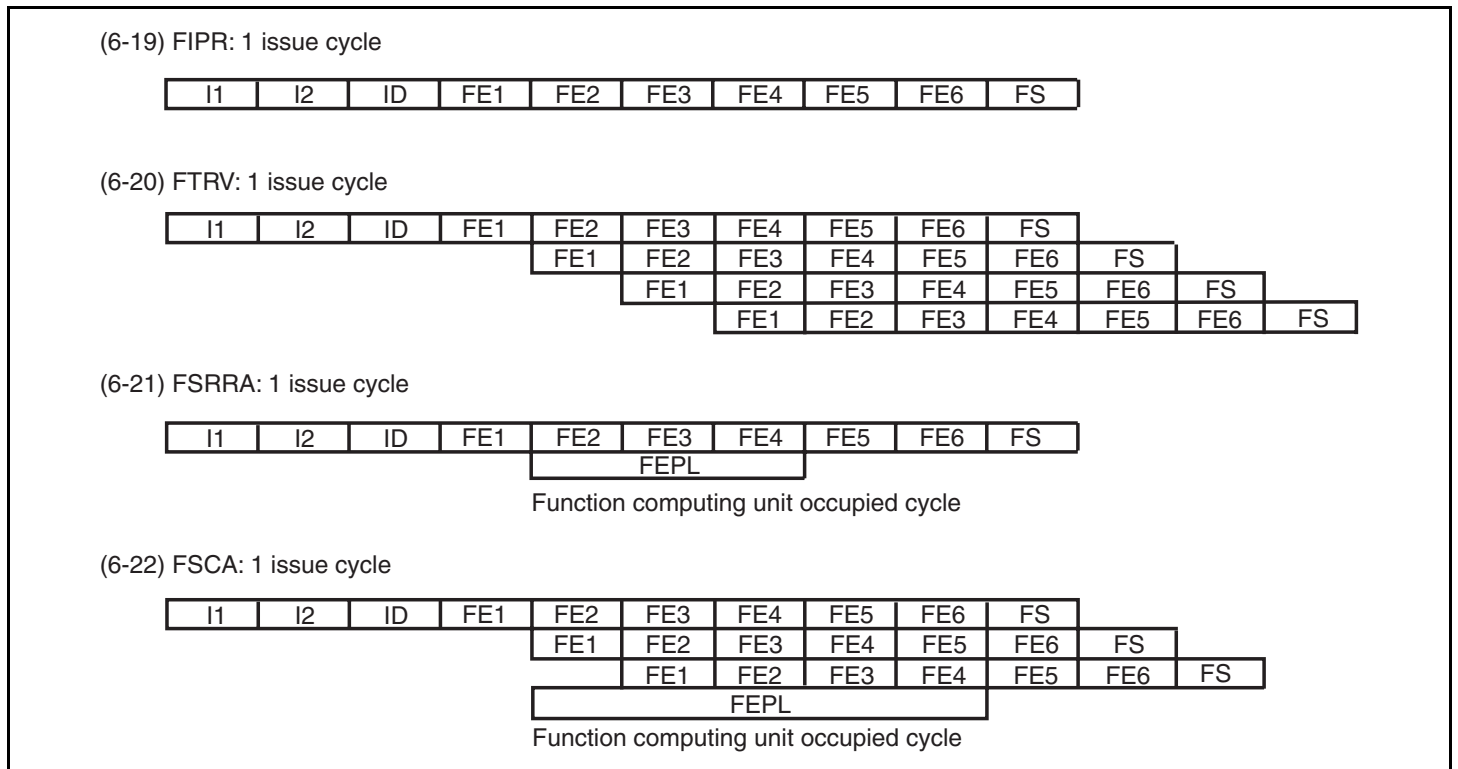 (6-19) FIPR: 1 issue cycle
I1 I2 ID FE1 FE2 FE3 FE4 FE5 FE6 FS
(6-20) FTRV: 1 issue cycle
I1 I2 ID FE1 FE2 FE3 FE4 FE5 FE6 FS
FE1 FE2 FE3 FE4 FE5 FE6 FS
FE1 FE2 FE3 FE4 FE5 FE6 FS
FE1 FE2 FE3 FE4 FE5 FE6 FS
(6-21) FSRRA: 1 issue cycle
I1 I2 ID FE1 FE2 FE3 FE4 FE5 FE6 FS
FEPL
Function computing unit occupied cycle
(6-22) FSCA: 1 issue cycle
I1 I2 ID FE1 FE2 FE3 FE4 FE5 FE6 FS
FE1 FE2 FE3 FE4 FE5 FE6 FS
FE1 FE2 FE3 FE4 FE5 FE6 FS
FEPL
Function computing unit occupied cycle